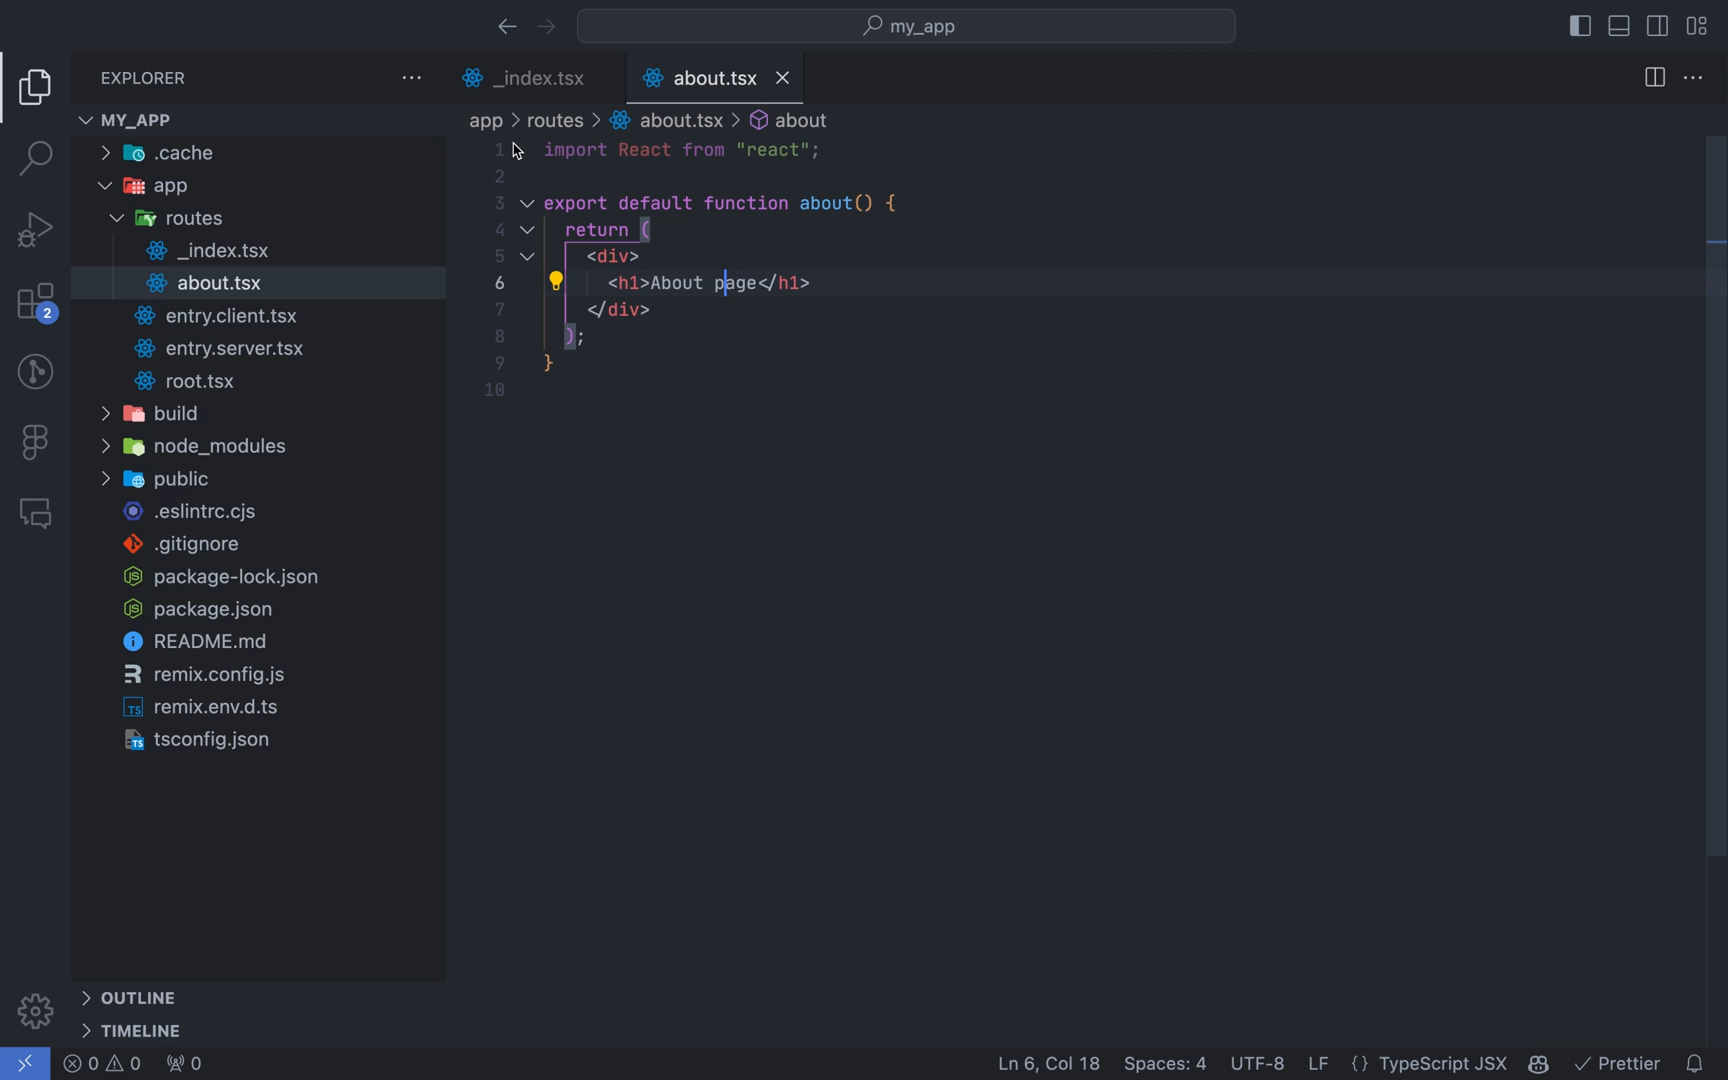 my_app
EXPLORER
MY_APP
.cache
app
routes
_index.tsx
about.tsx
entry.client.tsx
entry.server.tsx
root.tsx
build
node_modules
public
.eslintrc.cjs
.gitignore
package-lock.json
package.json
README.md
remix.config.js
remix.env.d.ts
tsconfig.json
OUTLINE
TIMELINE
2
_index.tsx about.tsx
app > routes > about.tsx > about
1 import React from "react";
2
3 export default function about() {
4 return (
5 <div>
6 <h1>About page</h1>
7 </div>
8 );
9 }
10
0 0 0 Ln 6, Col 18 Spaces: 4 UTF-8 LF {} TypeScript JSX Prettier